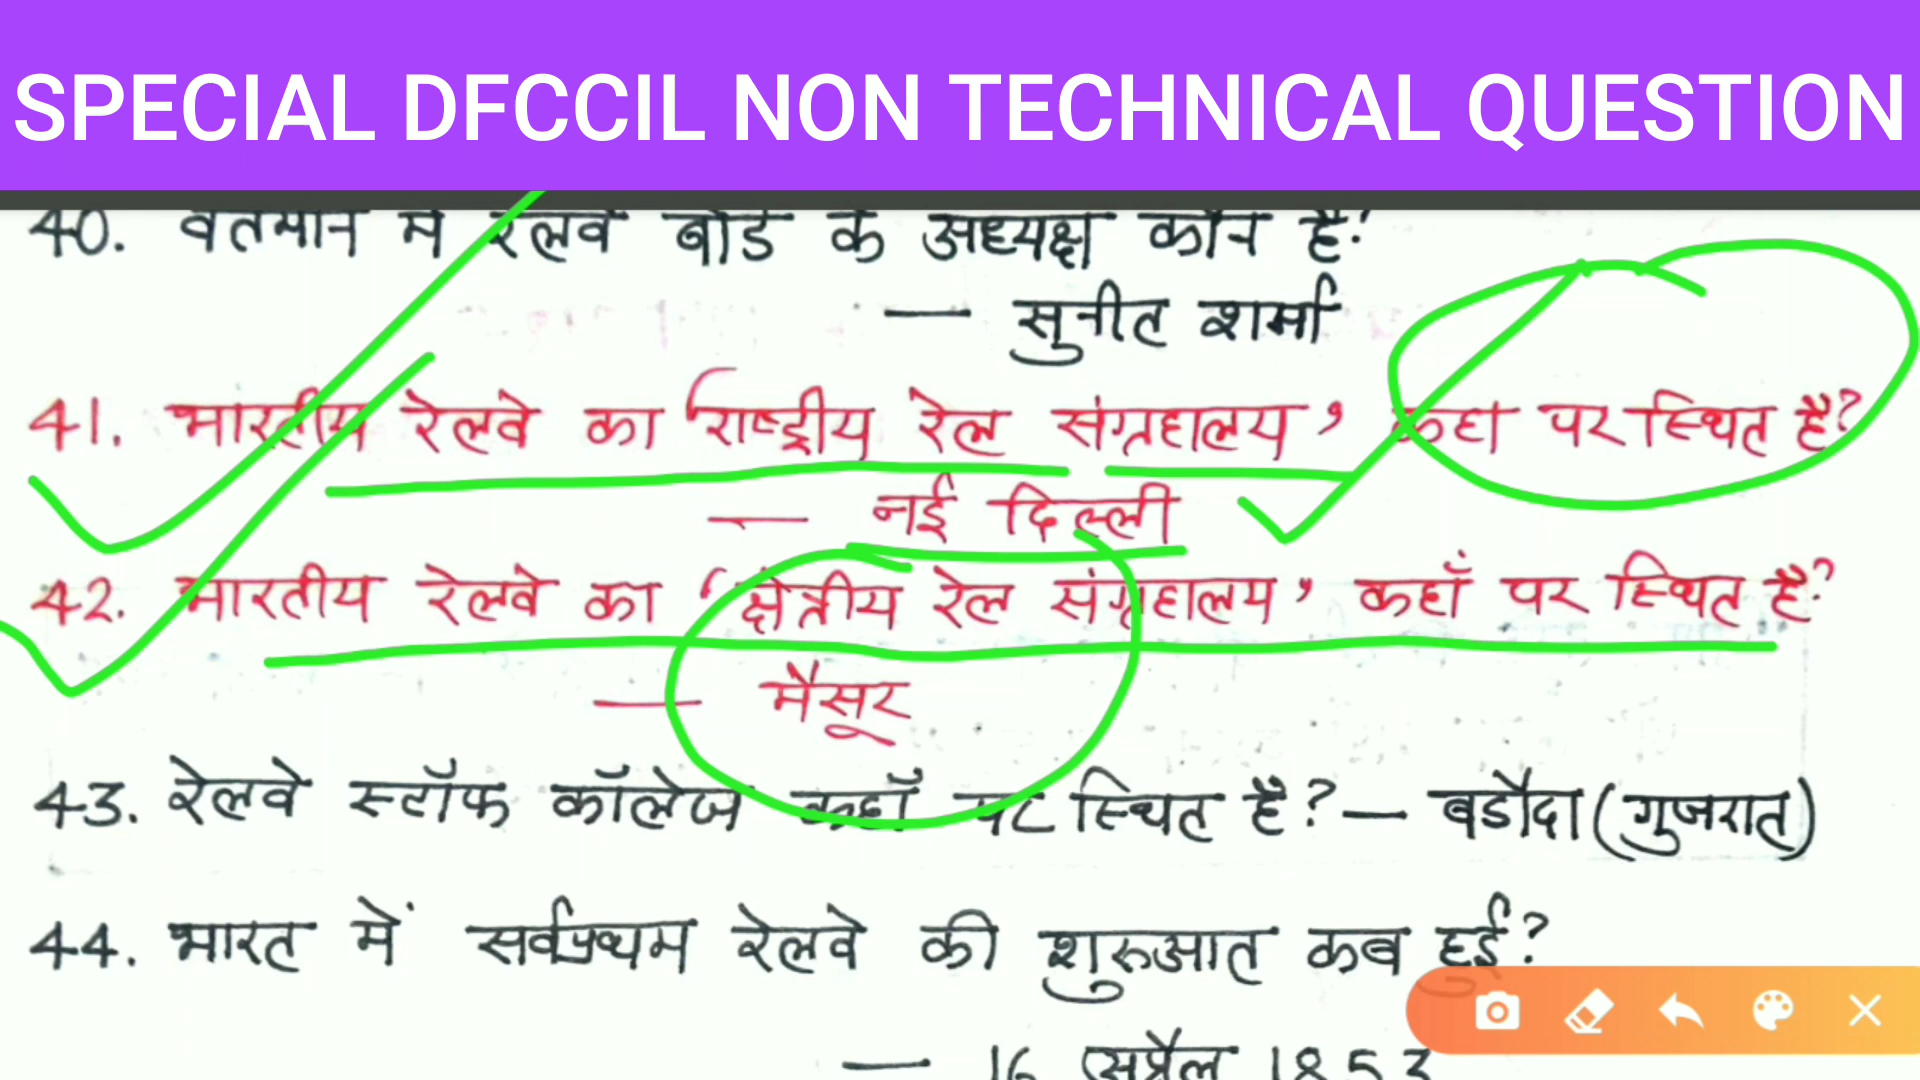 SPECIAL DFCCIL NON TECHNICAL QUESTION
40. वर्तमान में रेलवे बोर्ड के अध्यक्ष कौन है?
— सुनीत शर्मा
41. भारतीय रेलवे का 'राष्ट्रीय रेल संग्रहालय' कहा पर स्थित है?
— नई दिल्ली
42. भारतीय रेलवे का 'क्षेत्रीय रेल संग्रहालय' कहाँ पर स्थित है?
— मैसूर
43. रेलवे स्टॉफ कॉलेज कहाँ पर स्थित है? — बडौदा (गुजरात)
44. भारत में सर्वप्रथम रेलवे की शुरुआत कब हुई?
— 16 अप्रैल 1853